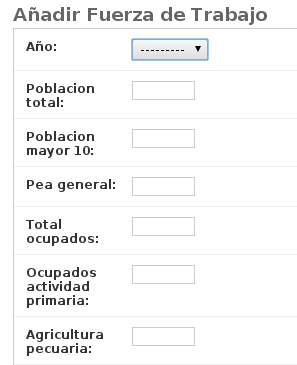 Añadir Fuerza de Trabajo
Año:
---------
Poblacion
total:
Poblacion
mayor 10:
Pea general:
Total
ocupados:
Ocupados
actividad
primaria:
Agricultura
pecuaria: